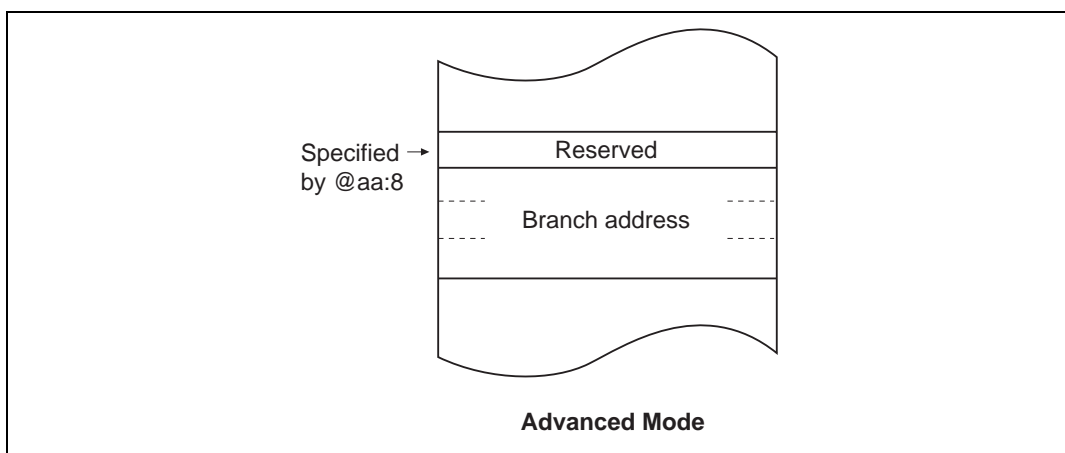 Reserved
Specified →
by @aa:8
Branch address
Advanced Mode